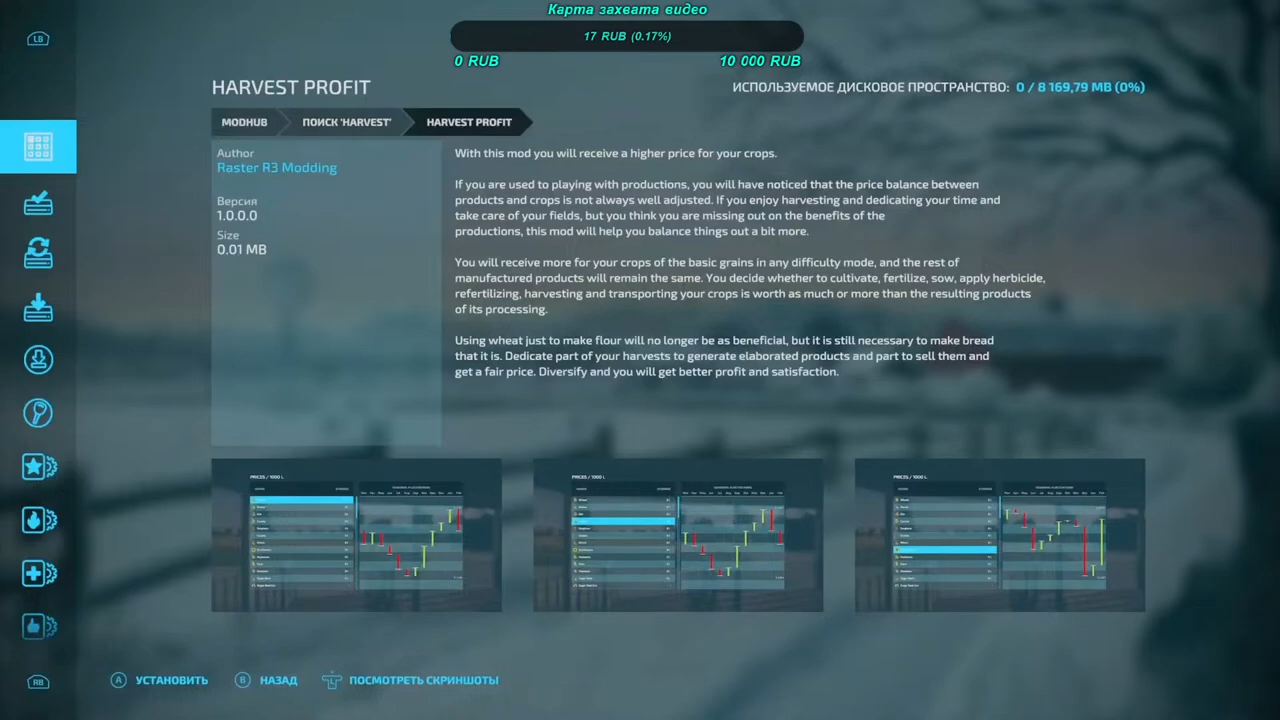 Карта захвата видео
17 RUB (0.17%)
0 RUB
10 000 RUB
LB
HARVEST PROFIT
ИСПОЛЬЗУЕМОЕ ДИСКОВОЕ ПРОСТРАНСТВО: 0 / 8 169,79 MB (0%)
MODHUB
ПОИСК 'HARVEST'
HARVEST PROFIT
Author
Raster R3 Modding
Версия
1.0.0.0
Size
0.01 MB
With this mod you will receive a higher price for your crops.
If you are used to playing with productions, you will have noticed that the price balance between
products and crops is not always well adjusted. If you enjoy harvesting and dedicating your time and
take care of your fields, but you think you are missing out on the benefits of the
productions, this mod will help you balance things out a bit more.
You will receive more for your crops of the basic grains in any difficulty mode, and the rest of
manufactured products will remain the same. You decide whether to cultivate, fertilize, sow, apply herbicide,
refertilizing, harvesting and transporting your crops is worth as much or more than the resulting products
of its processing.
Using wheat just to make flour will no longer be as beneficial, but it is still necessary to make bread
that it is. Dedicate part of your harvests to generate elaborated products and part to sell them and
get a fair price. Diversify and you will get better profit and satisfaction.
PRICES / 1000 L
PRICES / 1000 L
PRICES / 1000 L
RB
A УСТАНОВИТЬ
B НАЗАД
L ПОСМОТРЕТЬ СКРИНШОТЫ